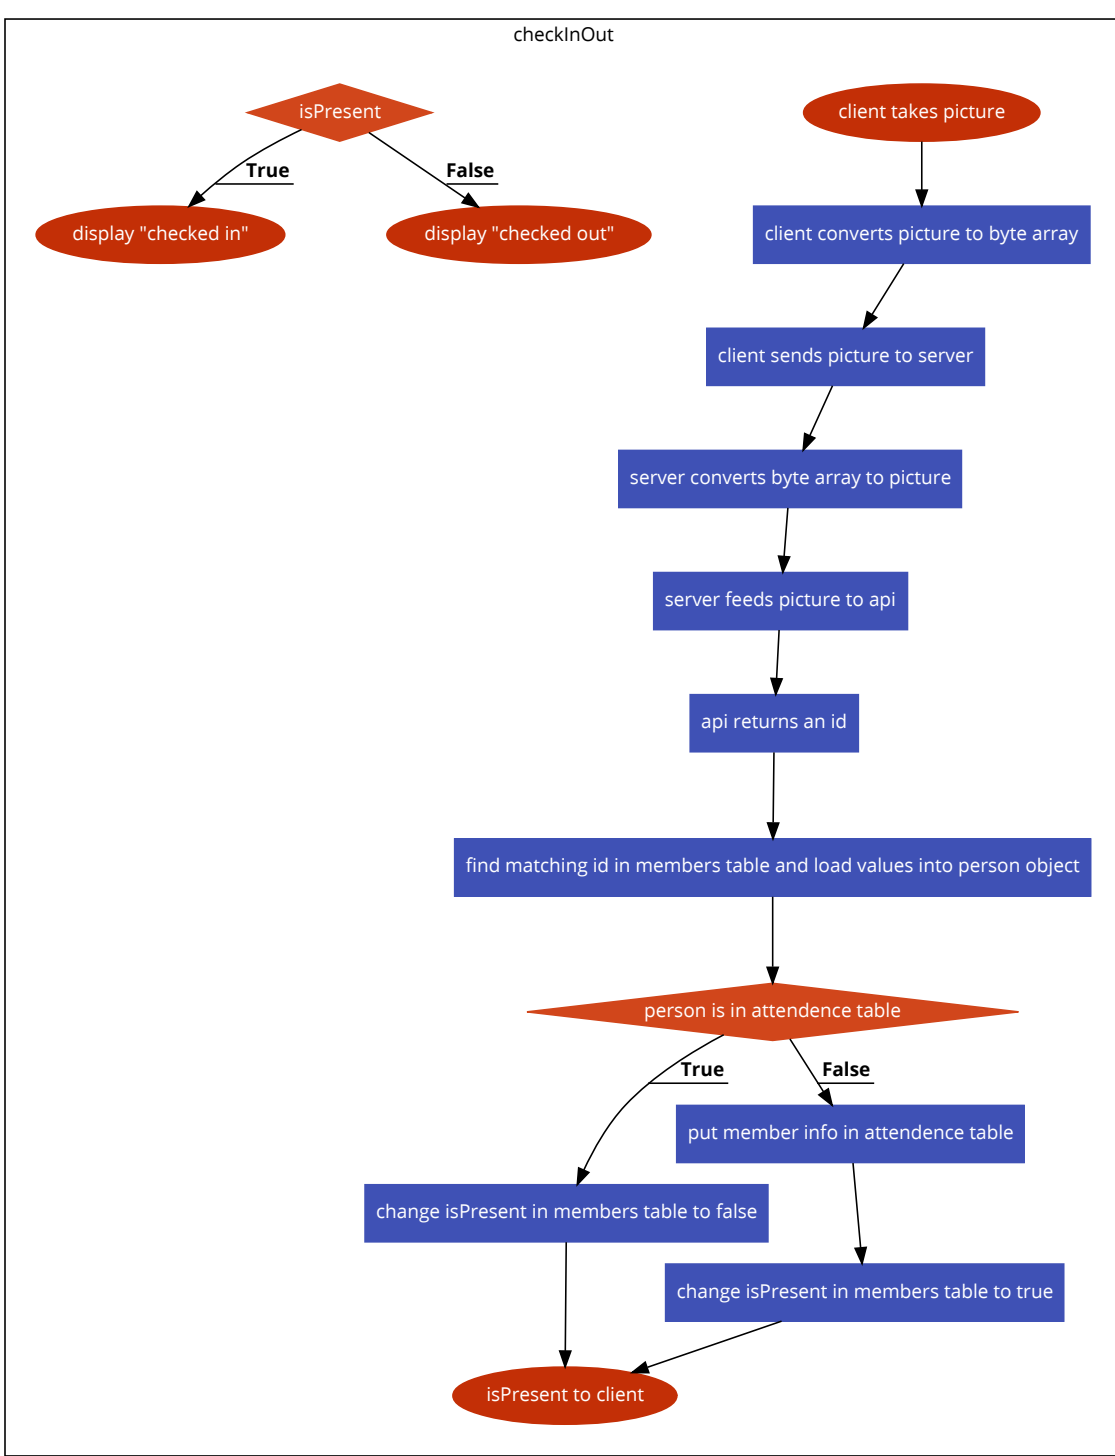 checkInOut
isPresent
True
False
display "checked in"
display "checked out"
client takes picture
client converts picture to byte array
client sends picture to server
server converts byte array to picture
server feeds picture to api
api returns an id
find matching id in members table and load values into person object
person is in attendence table
True
False
put member info in attendence table
change isPresent in members table to false
change isPresent in members table to true
isPresent to client